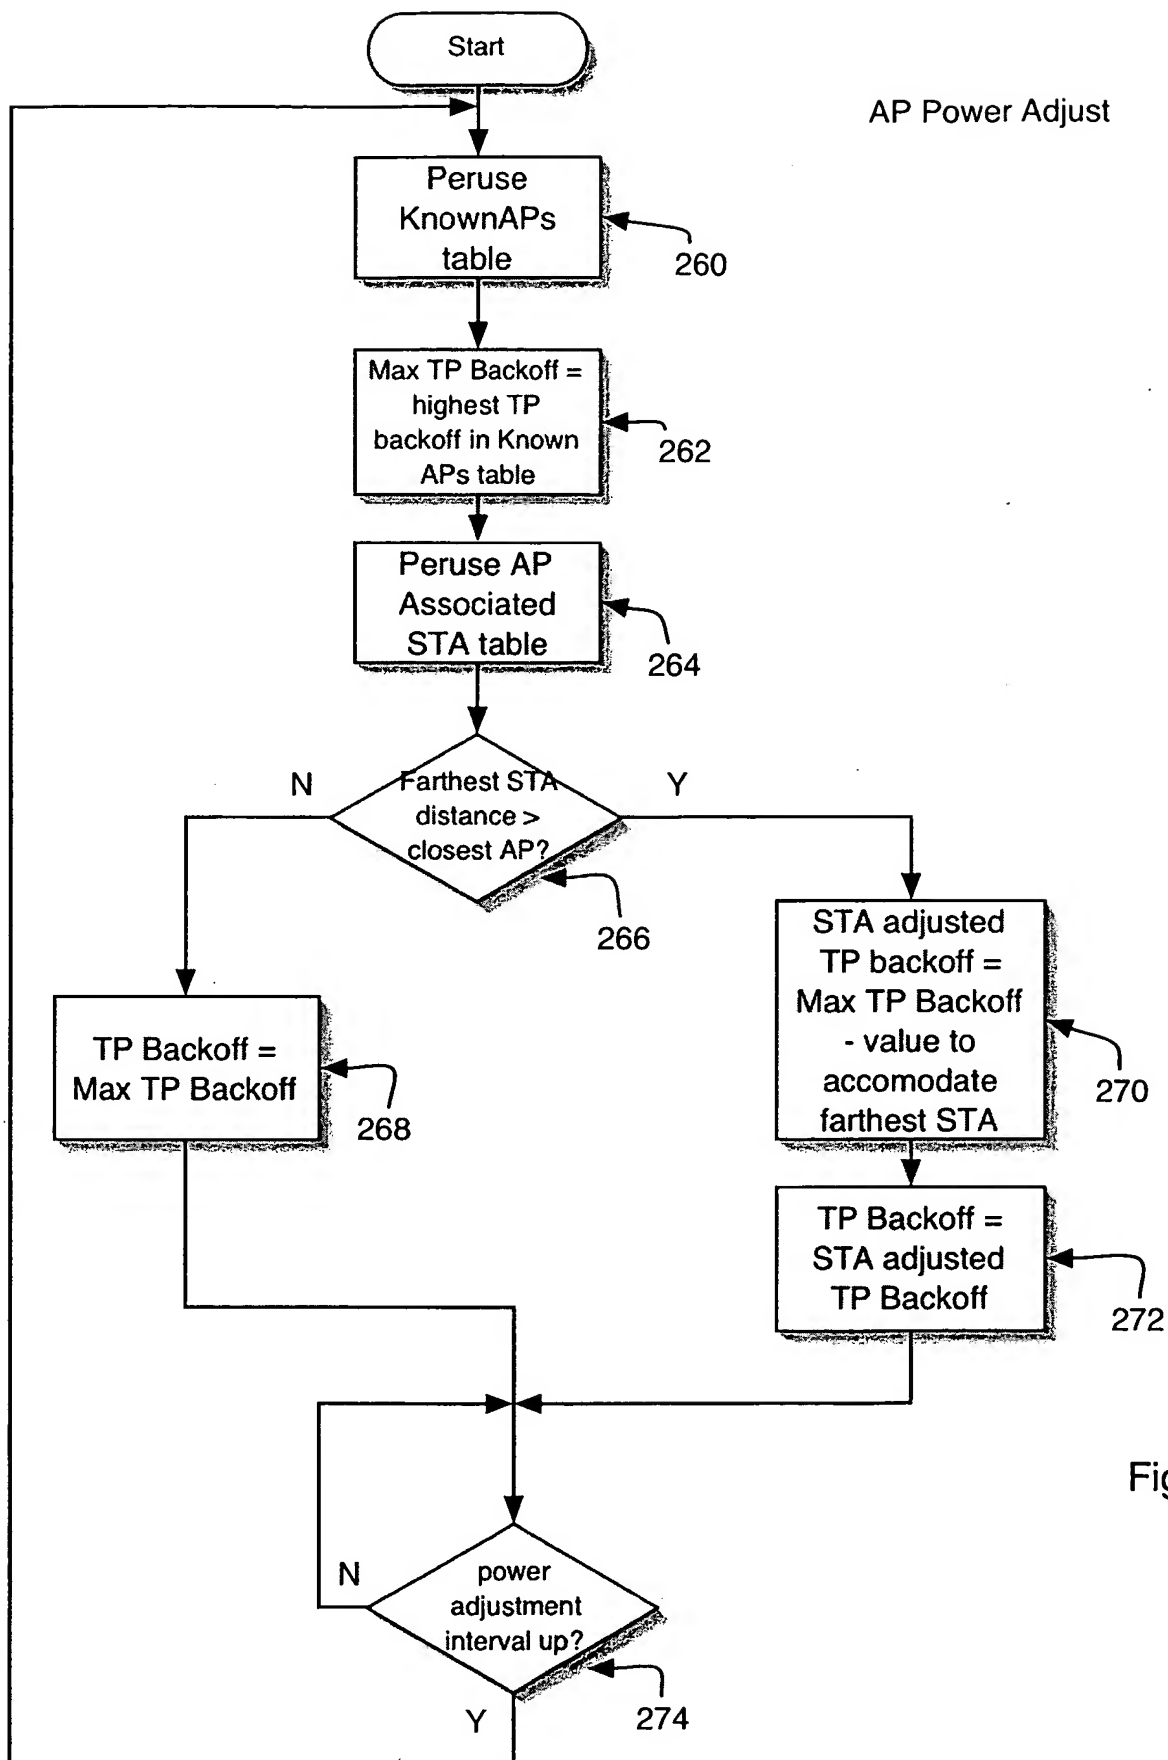 Start
AP Power Adjust
Peruse
KnownAPs
table
260
Max TP Backoff =
highest TP
backoff in Known
APs table
262
Peruse AP
Associated
STA table
264
N
Farthest STA
distance >
closest AP?
Y
266
STA adjusted
TP backoff =
Max TP Backoff
- value to
accomodate
farthest STA
270
TP Backoff =
Max TP Backoff
268
TP Backoff =
STA adjusted
TP Backoff
272
N
power
adjustment
interval up?
274
Y